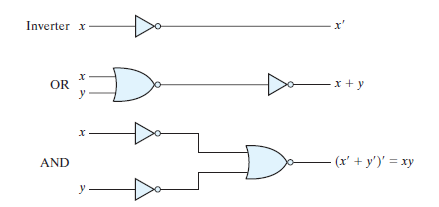 Inverter x x'
OR x y x + y
x
AND (x' + y')' = xy
y